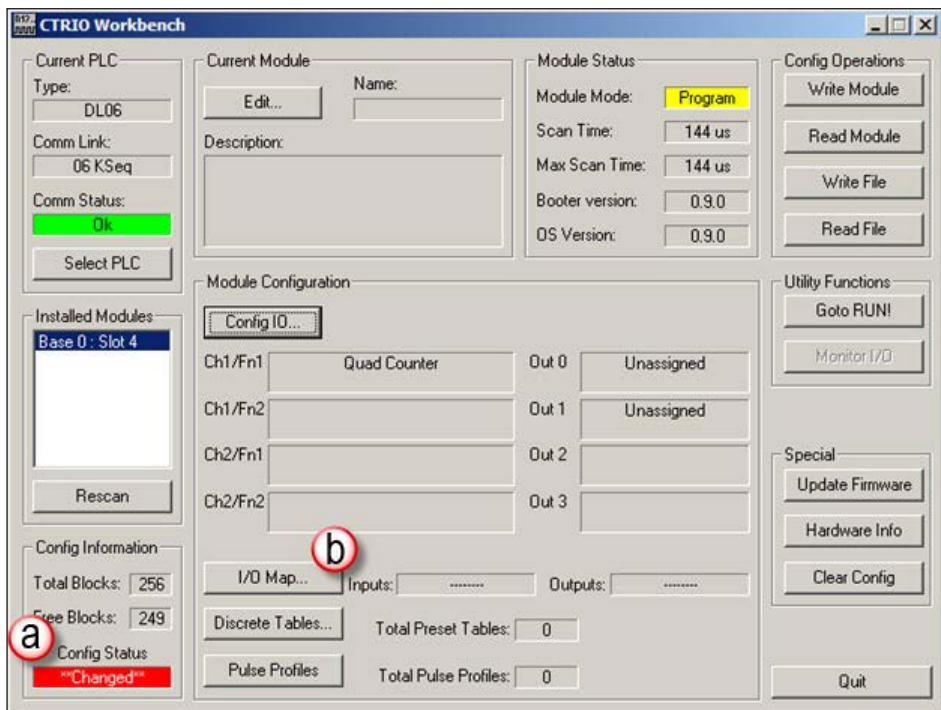 CTRIO Workbench
Current PLC
Type:
DL06
Comm Link:
06 KSeq
Comm Status:
Ok
Select PLC
Current Module
Edit...
Name:
Description:
Module Status
Module Mode: Program
Scan Time: 144 us
Max Scan Time: 144 us
Booter version: 0.9.0
OS Version: 0.9.0
Config Operations
Write Module
Read Module
Write File
Read File
Installed Modules
Base 0 : Slot 4
Rescan
Module Configuration
Config IO...
Ch1/Fn1 Quad Counter Out 0 Unassigned
Ch1/Fn2 Out 1 Unassigned
Ch2/Fn1 Out 2
Ch2/Fn2 Out 3
b
I/O Map... Inputs: -------- Outputs: --------
Discrete Tables... Total Preset Tables: 0
Pulse Profiles Total Pulse Profiles: 0
Utility Functions
Goto RUN!
Monitor I/O
Special
Update Firmware
Hardware Info
Clear Config
Config Information
Total Blocks: 256
Free Blocks: 249
a
Config Status
**Changed**
Quit